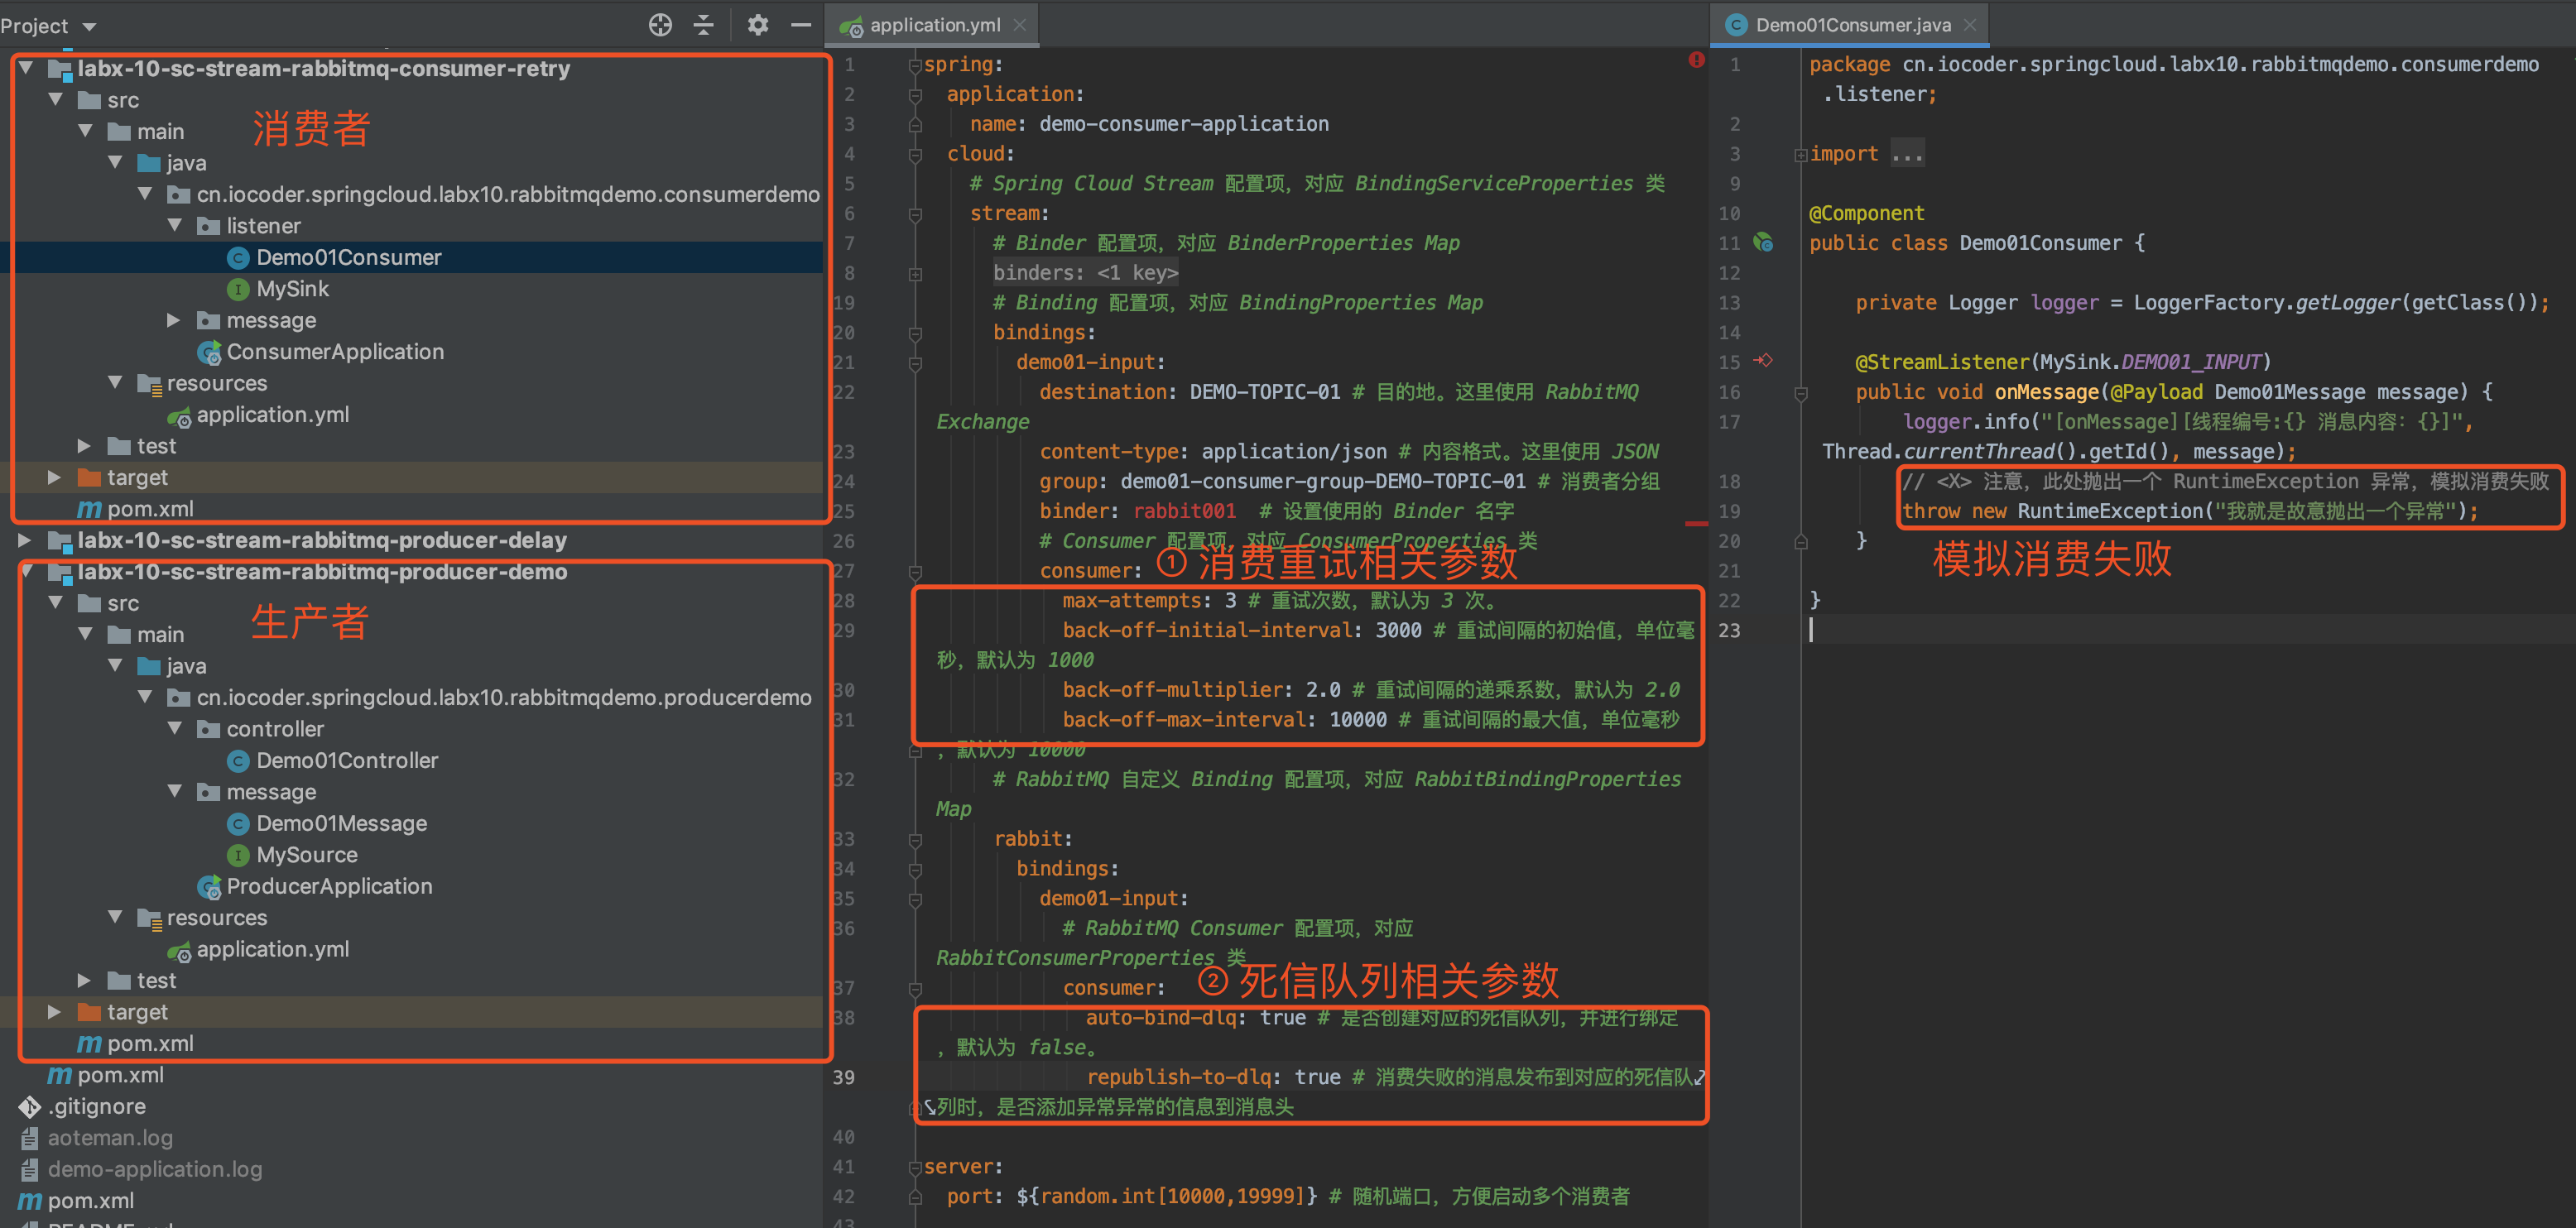 Project
application.yml
Demo01Consumer.java
labx-10-sc-stream-rabbitmq-consumer-retry
src
main
消费者
java
cn.iocoder.springcloud.labx10.rabbitmqdemo.consumerdemo
listener
Demo01Consumer
MySink
message
ConsumerApplication
resources
application.yml
test
target
pom.xml
labx-10-sc-stream-rabbitmq-producer-delay
labx-10-sc-stream-rabbitmq-producer-demo
src
生产者
main
java
cn.iocoder.springcloud.labx10.rabbitmqdemo.producerdemo
controller
Demo01Controller
message
Demo01Message
MySource
ProducerApplication
resources
application.yml
test
target
pom.xml
pom.xml
.gitignore
aoteman.log
demo-application.log
pom.xml
1 spring:
2 application:
3 name: demo-consumer-application
4 cloud:
5 # Spring Cloud Stream 配置项，对应 BindingServiceProperties 类
6 stream:
7 # Binder 配置项，对应 BinderProperties Map
8 binders: <1 key>
19 # Binding 配置项，对应 BindingProperties Map
20 bindings:
21 demo01-input:
22 destination: DEMO-TOPIC-01 # 目的地。这里使用 RabbitMQ
Exchange
23 content-type: application/json # 内容格式。这里使用 JSON
24 group: demo01-consumer-group-DEMO-TOPIC-01 # 消费者分组
25 binder: rabbit001 # 设置使用的 Binder 名字
26 # Consumer 配置项，对应 ConsumerProperties 类
27 consumer:
① 消费重试相关参数
28 max-attempts: 3 # 重试次数，默认为 3 次。
29 back-off-initial-interval: 3000 # 重试间隔的初始值，单位毫
秒，默认为 1000
30 back-off-multiplier: 2.0 # 重试间隔的递乘系数，默认为 2.0
31 back-off-max-interval: 10000 # 重试间隔的最大值，单位毫秒
，默认为 10000
32 # RabbitMQ 自定义 Binding 配置项，对应 RabbitBindingProperties
Map
33 rabbit:
34 bindings:
35 demo01-input:
36 # RabbitMQ Consumer 配置项，对应
RabbitConsumerProperties 类
37 consumer:
② 死信队列相关参数
38 auto-bind-dlq: true # 是否创建对应的死信队列，并进行绑定
，默认为 false。
39 republish-to-dlq: true # 消费失败的消息发布到对应的死信队
列时，是否添加异常异常的信息到消息头
40
41 server:
42 port: ${random.int[10000,19999]} # 随机端口，方便启动多个消费者
43
1 package cn.iocoder.springcloud.labx10.rabbitmqdemo.consumerdemo
.listener;
2
3 import ...
9
10 @Component
11 public class Demo01Consumer {
12
13 private Logger logger = LoggerFactory.getLogger(getClass());
14
15 @StreamListener(MySink.DEMO01_INPUT)
16 public void onMessage(@Payload Demo01Message message) {
17 logger.info("[onMessage][线程编号:{} 消息内容：{}]",
Thread.currentThread().getId(), message);
18 // <X> 注意，此处抛出一个 RuntimeException 异常，模拟消费失败
19 throw new RuntimeException("我就是故意抛出一个异常");
20 }
模拟消费失败
21
22 }
23